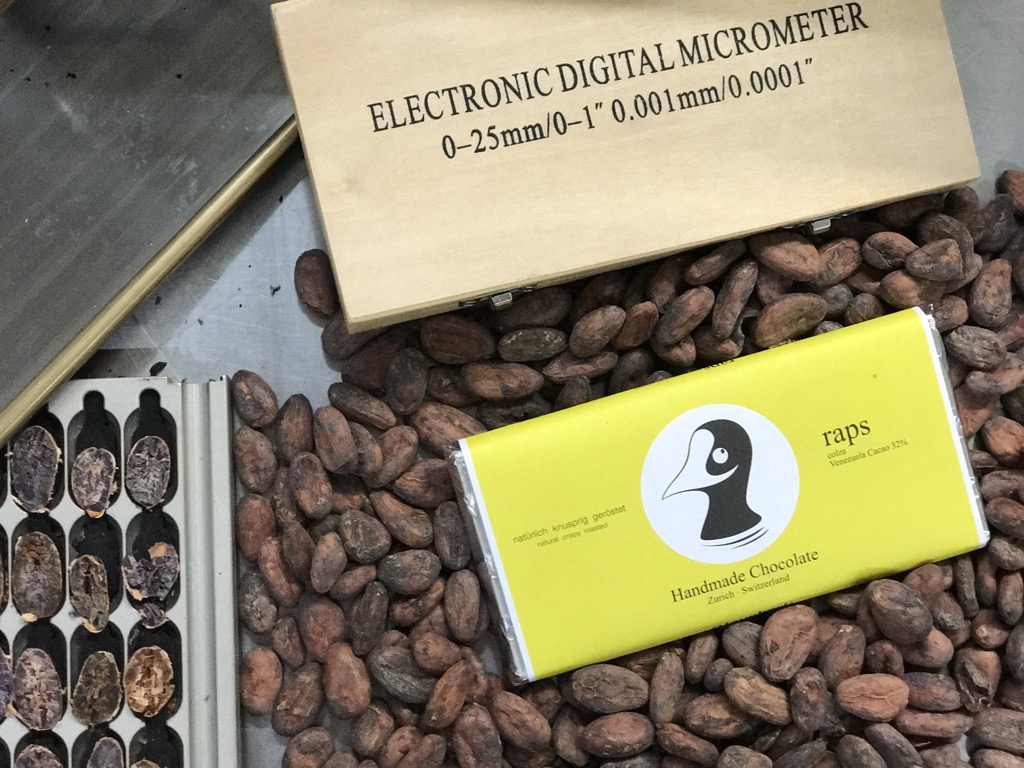 ELECTRONIC DIGITAL MICROMETER
0–25mm/0–1" 0.001mm/0.0001"
raps
colza
Venezuela Cacao 32%
natürlich knusprig geröstet
natural crispy roasted
Handmade Chocolate
Zurich · Switzerland